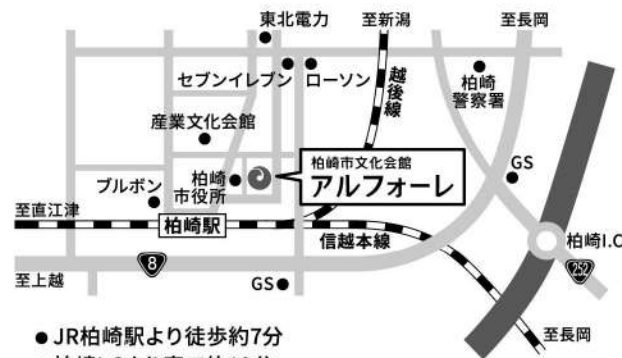 東北電力
至新潟
至長岡
セブンイレブン
ローソン
越後線
柏崎
警察署
産業文化会館
柏崎市文化会館
アルフォーレ
GS
ブルボン
柏崎
市役所
至直江津
柏崎駅
信越本線
柏崎I.C
8
252
至上越
GS
至長岡
●JR柏崎駅より徒歩約7分